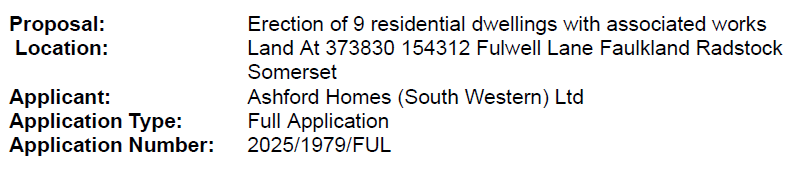 Proposal: Erection of 9 residential dwellings with associated works
Location: Land At 373830 154312 Fulwell Lane Faulkland Radstock
Somerset
Applicant: Ashford Homes (South Western) Ltd
Application Type: Full Application
Application Number: 2025/1979/FUL